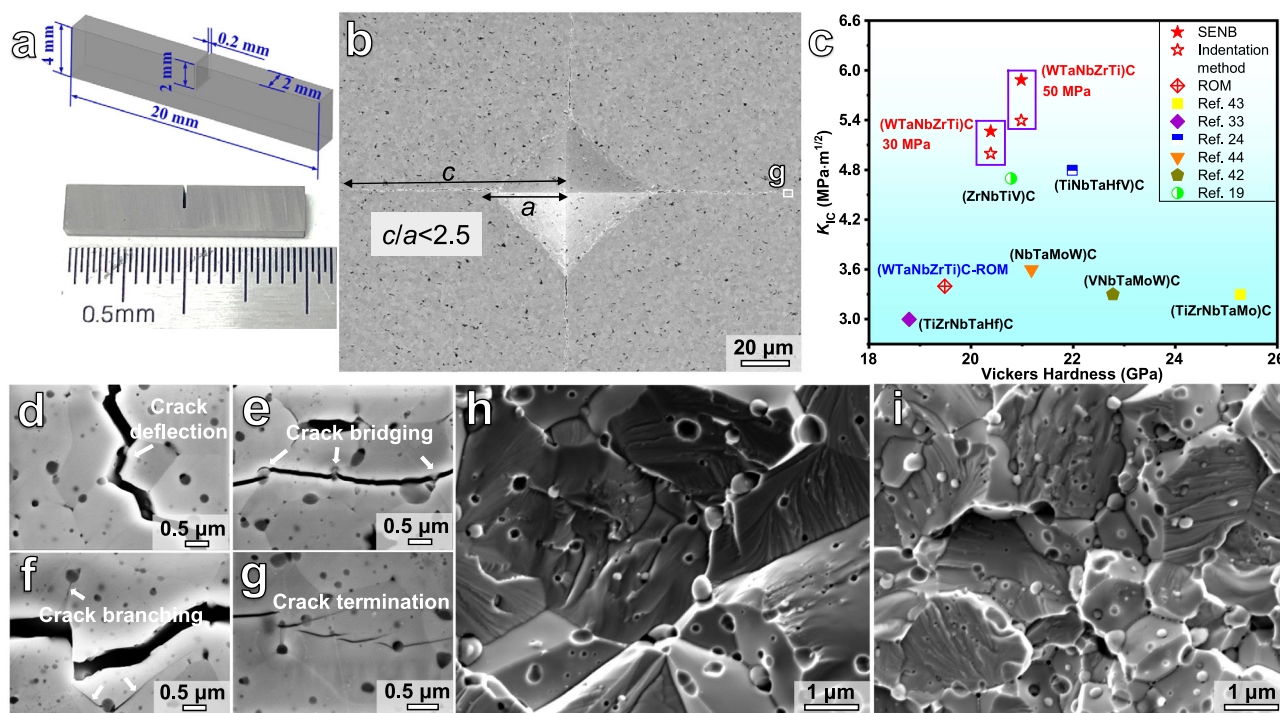 a
4 mm
0.2 mm
2 mm
2 mm
20 mm
0.5mm
b
c
a
c/a<2.5
g
20 µm
c
K_IC (MPa·m^1/2)
6.6
6.0
5.4
4.8
4.2
3.6
3.0
18
20
22
24
26
Vickers Hardness (GPa)
SENB
Indentation
method
ROM
Ref. 43
Ref. 33
Ref. 24
Ref. 44
Ref. 42
Ref. 19
(WTaNbZrTi)C
50 MPa
(WTaNbZrTi)C
30 MPa
(ZrNbTiV)C
(TiNbTaHfV)C
(NbTaMoW)C
(WTaNbZrTi)C-ROM
(VNbTaMoW)C
(TiZrNbTaMo)C
(TiZrNbTaHf)C
d
Crack
deflection
0.5 µm
e
Crack bridging
0.5 µm
f
Crack branching
0.5 µm
g
Crack termination
0.5 µm
h
1 µm
i
1 µm